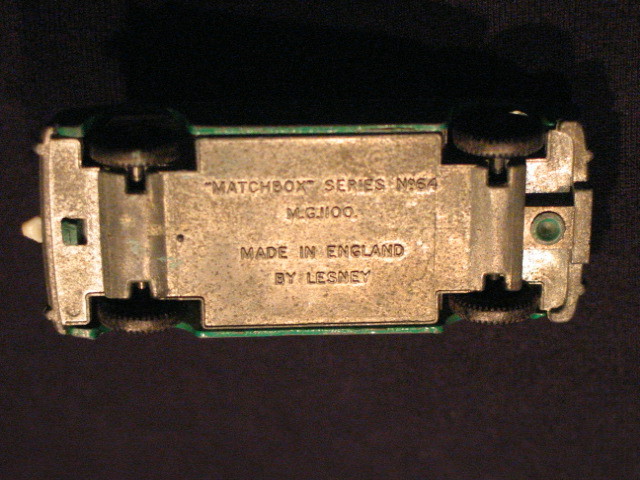 "MATCHBOX" SERIES Nº64
M.G.1100.
MADE IN ENGLAND
BY LESNEY